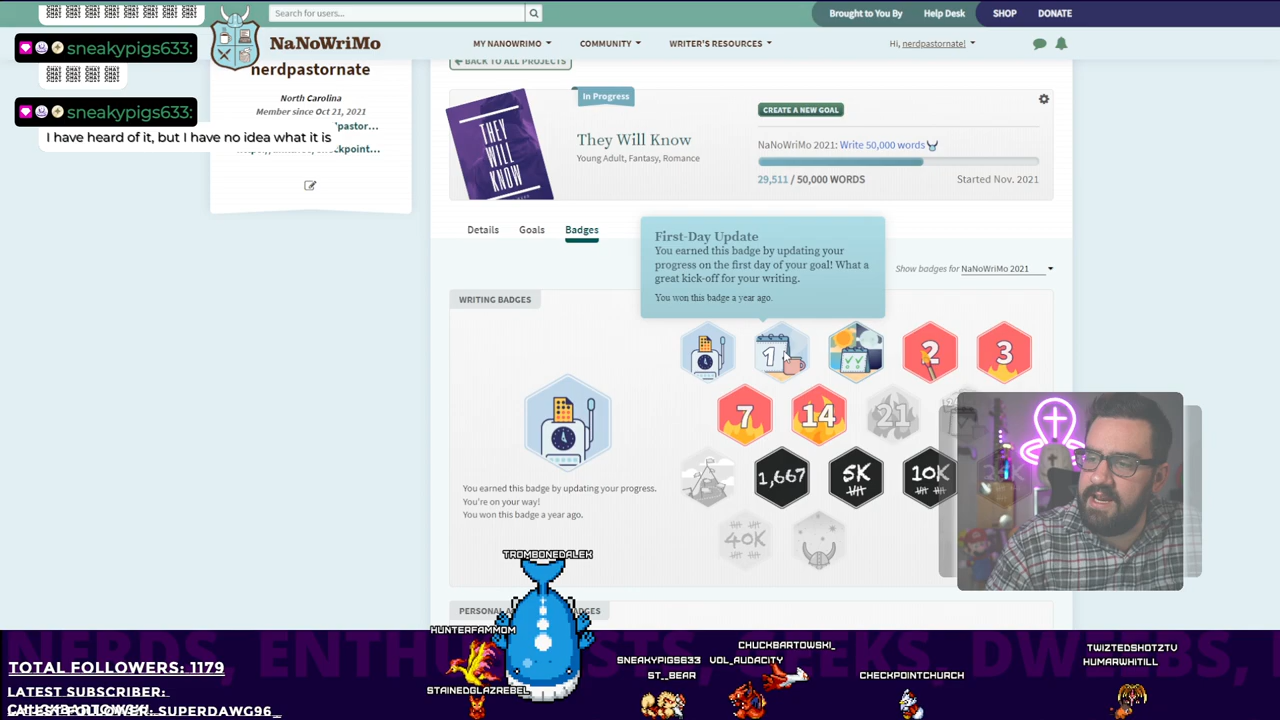 sneakypigs633:
sneakypigs633:
I have heard of it, but I have no idea what it is
Search for users...
Brought to You By
Help Desk
SHOP
DONATE
NaNoWriMo
MY NANOWRIMO
COMMUNITY
WRITER'S RESOURCES
Hi, nerdpastornate!
nerdpastornate
North Carolina
Member since Oct 21, 2021
BACK TO ALL PROJECTS
In Progress
THEY
WILL
KNOW
They Will Know
Young Adult, Fantasy, Romance
CREATE A NEW GOAL
NaNoWriMo 2021: Write 50,000 words
29,511 / 50,000 WORDS
Started Nov. 2021
Details
Goals
Badges
First-Day Update
You earned this badge by updating your
progress on the first day of your goal! What a
great kick-off for your writing.
You won this badge a year ago.
Show badges for NaNoWriMo 2021
WRITING BADGES
1
2
3
7
14
21
1,667
5K
10K
40K
You earned this badge by updating your progress.
You're on your way!
You won this badge a year ago.
TROMBONEDALEK
HUNTERFAMMOM
STAINEDGLAZREBEL
SNEAKYPIGS633
ST__BEAR
CHUCKBARTOWSKI_
VOL_AUDACITY
CHECKPOINTCHURCH
TWIZTEDSHOTZTV
HUMARWHITILL
TOTAL FOLLOWERS: 1179
LATEST SUBSCRIBER:
LATEST FOLLOWER: SUPERDAWG96_